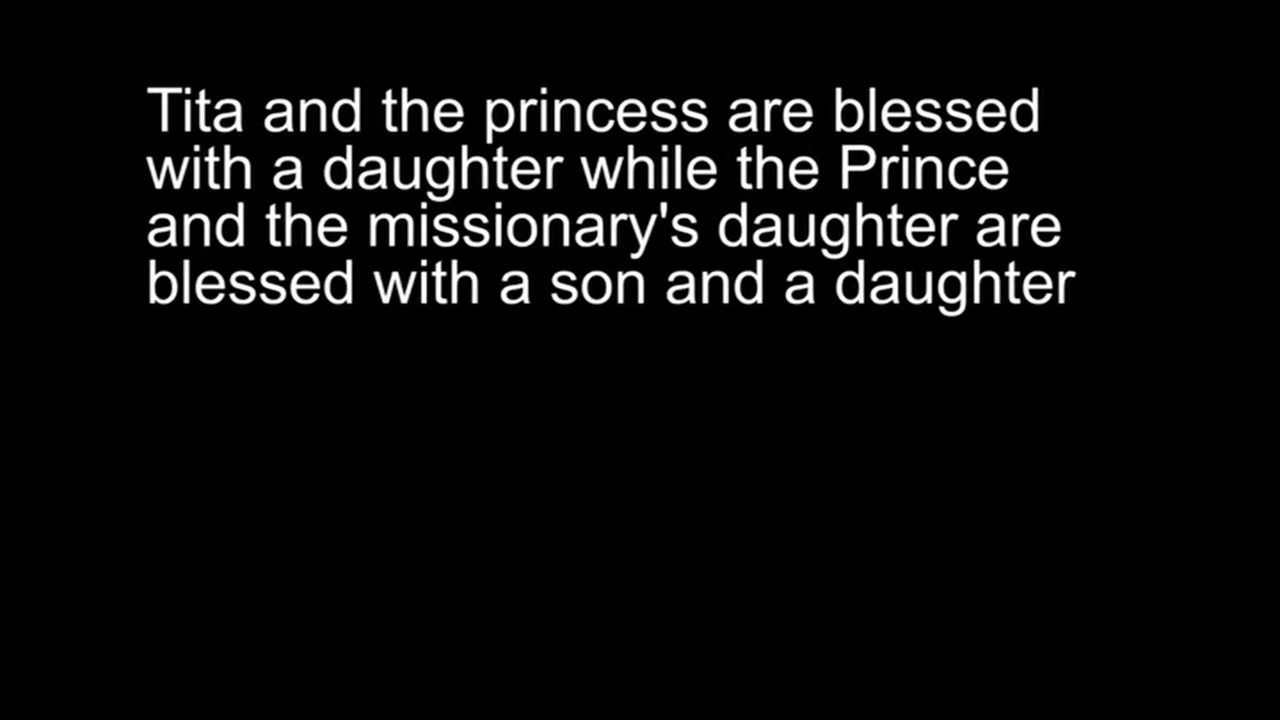 Tita and the princess are blessed
with a daughter while the Prince
and the missionary's daughter are
blessed with a son and a daughter